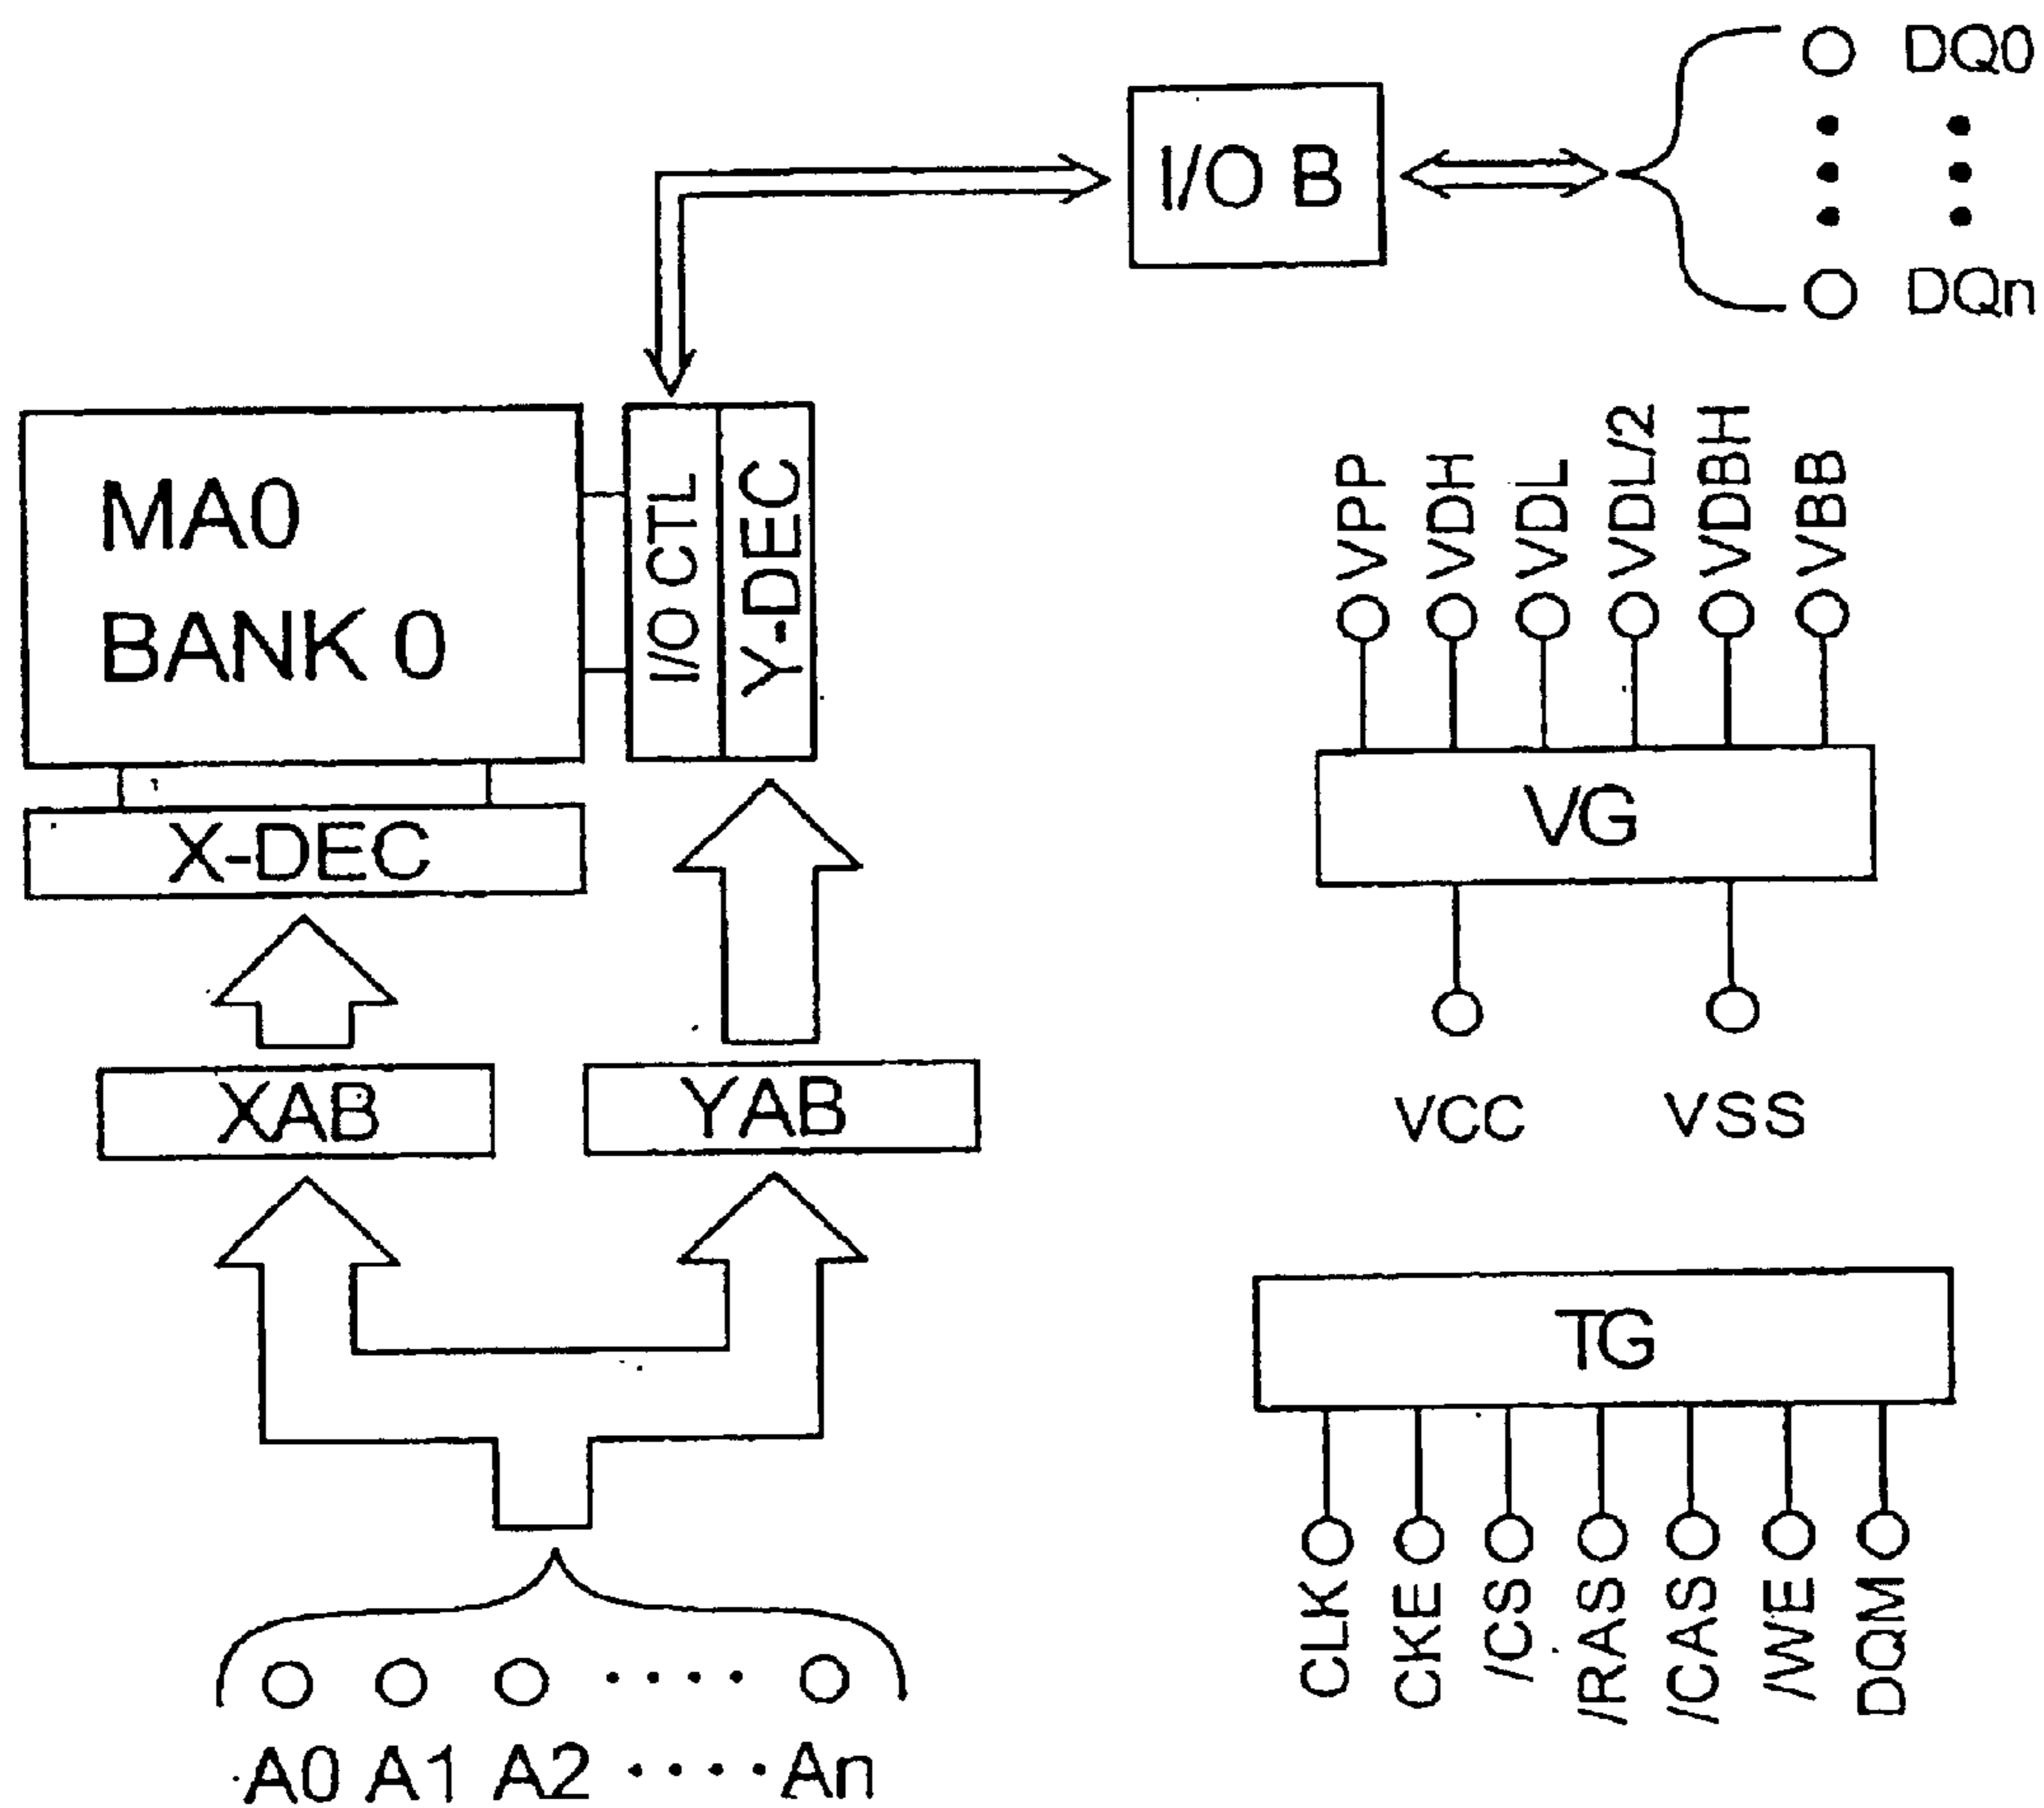 DQ0
I/O B
DQn
MA0
BANK 0
I/O CTL
Y-DEC
X-DEC
XAB
YAB
A0 A1 A2 ···· An
VPP
VDH
VDL
VDL/2
VDBH
VBB
VG
VCC
VSS
TG
CLK
CKE
/CS
/RAS
/CAS
/WE
DQM